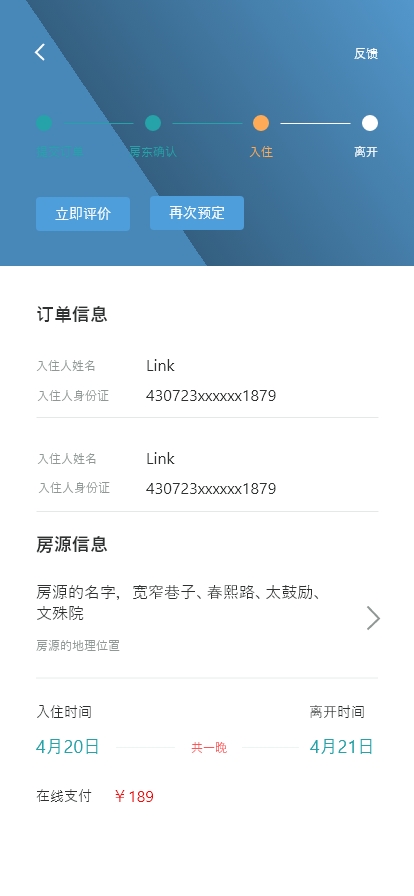 反馈
房东确认
入住
离开
立即评价
再次预定
订单信息
入住人姓名 Link
入住人身份证 430723xxxxxx1879
入住人姓名 Link
入住人身份证 430723xxxxxx1879
房源信息
房源的名字，宽窄巷子、春熙路、太鼓励、
文殊院
房源的地理位置
入住时间 离开时间
4月20日 共一晚 4月21日
在线支付 ￥189